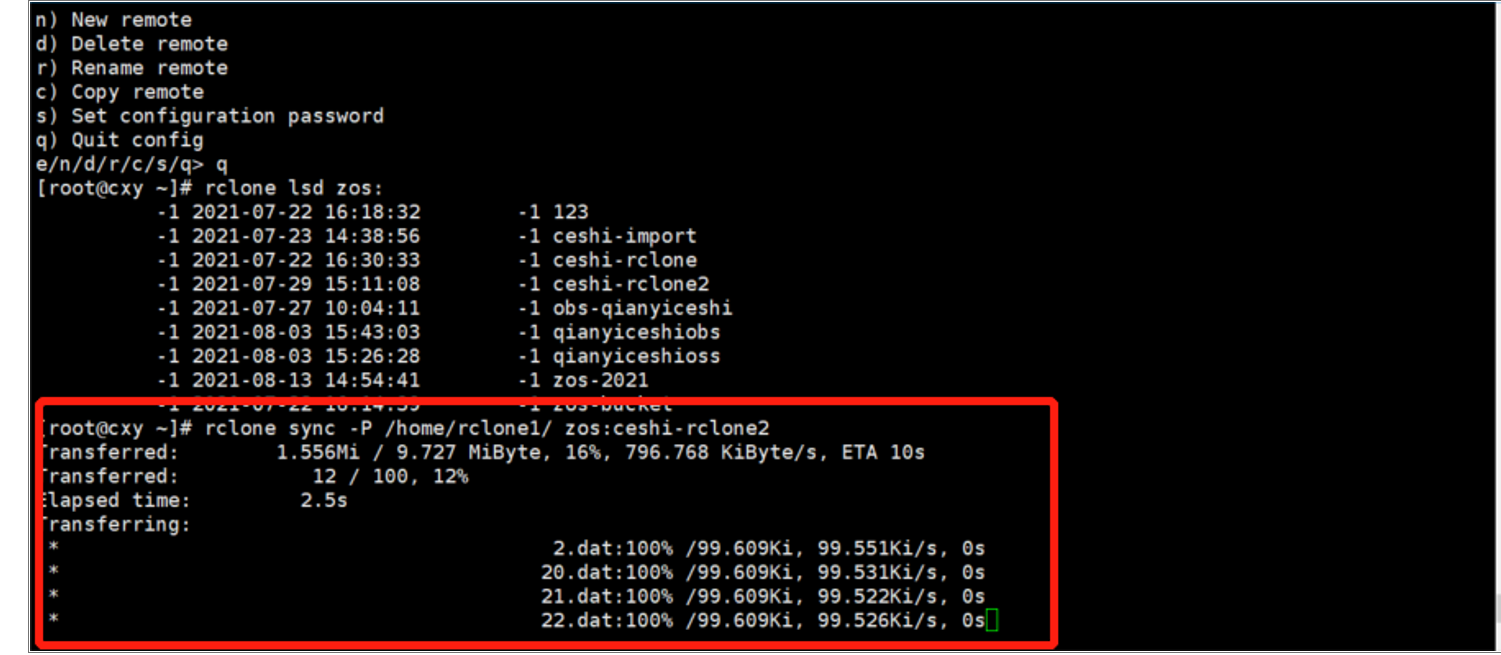 n) New remote
d) Delete remote
r) Rename remote
c) Copy remote
s) Set configuration password
q) Quit config
e/n/d/r/c/s/q> q
[root@cxy ~]# rclone lsd zos:
-1 2021-07-22 16:18:32 -1 123
-1 2021-07-23 14:38:56 -1 ceshi-import
-1 2021-07-22 16:30:33 -1 ceshi-rclone
-1 2021-07-29 15:11:08 -1 ceshi-rclone2
-1 2021-07-27 10:04:11 -1 obs-qianyiceshi
-1 2021-08-03 15:43:03 -1 qianyiceshiobs
-1 2021-08-03 15:26:28 -1 qianyiceshioss
-1 2021-08-13 14:54:41 -1 zos-2021
-1 2021-07-22 -1 zos-bucket
[root@cxy ~]# rclone sync -P /home/rclone1/ zos:ceshi-rclone2
Transferred: 1.556Mi / 9.727 MiByte, 16%, 796.768 KiByte/s, ETA 10s
Transferred: 12 / 100, 12%
Elapsed time: 2.5s
Transferring:
* 2.dat:100% /99.609Ki, 99.551Ki/s, 0s
* 20.dat:100% /99.609Ki, 99.531Ki/s, 0s
* 21.dat:100% /99.609Ki, 99.522Ki/s, 0s
* 22.dat:100% /99.609Ki, 99.526Ki/s, 0s